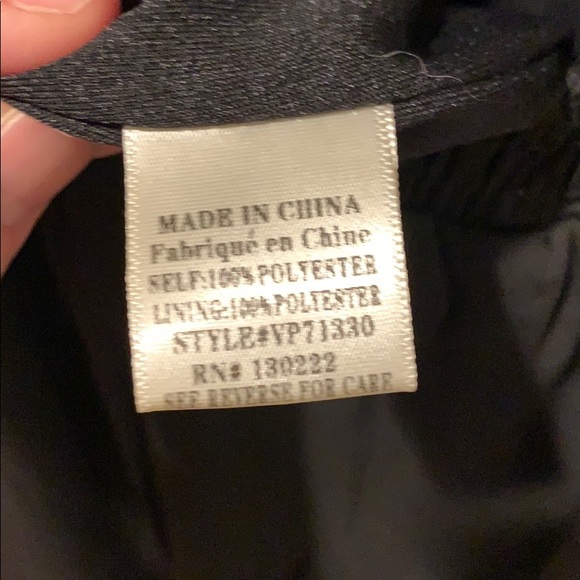 MADE IN CHINA
Fabriqué en Chine
SELF:100%POLYESTER
LINING:100%POLYESTER
STYLE#VP71330
RN# 130222
SEE REVERSE FOR CARE